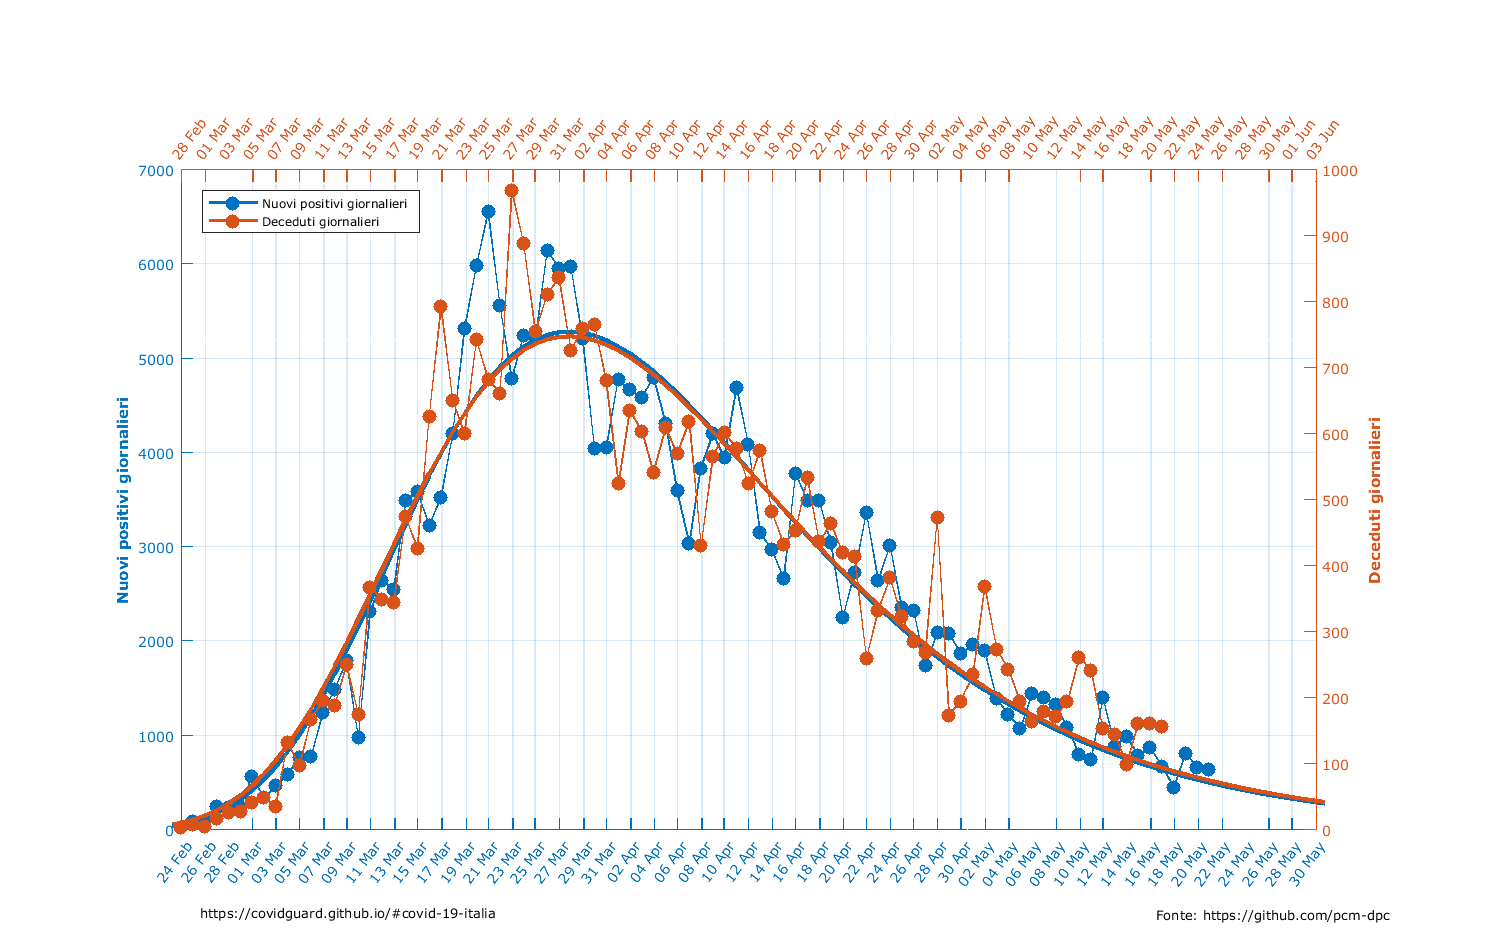 28 Feb
01 Mar
03 Mar
05 Mar
07 Mar
09 Mar
11 Mar
13 Mar
15 Mar
17 Mar
19 Mar
21 Mar
23 Mar
25 Mar
27 Mar
29 Mar
31 Mar
02 Apr
04 Apr
06 Apr
08 Apr
10 Apr
12 Apr
14 Apr
16 Apr
18 Apr
20 Apr
22 Apr
24 Apr
26 Apr
28 Apr
30 Apr
02 May
04 May
06 May
08 May
10 May
12 May
14 May
16 May
18 May
20 May
22 May
24 May
26 May
28 May
30 May
01 Jun
03 Jun
Nuovi positivi giornalieri
Deceduti giornalieri
7000
6000
5000
4000
3000
2000
1000
0
Nuovi positivi giornalieri
1000
900
800
700
600
500
400
300
200
100
0
Deceduti giornalieri
24 Feb
26 Feb
28 Feb
01 Mar
03 Mar
05 Mar
07 Mar
09 Mar
11 Mar
13 Mar
15 Mar
17 Mar
19 Mar
21 Mar
23 Mar
25 Mar
27 Mar
29 Mar
31 Mar
02 Apr
04 Apr
06 Apr
08 Apr
10 Apr
12 Apr
14 Apr
16 Apr
18 Apr
20 Apr
22 Apr
24 Apr
26 Apr
28 Apr
30 Apr
02 May
04 May
06 May
08 May
10 May
12 May
14 May
16 May
18 May
20 May
22 May
24 May
26 May
28 May
30 May
https://covidguard.github.io/#covid-19-italia
Fonte: https://github.com/pcm-dpc